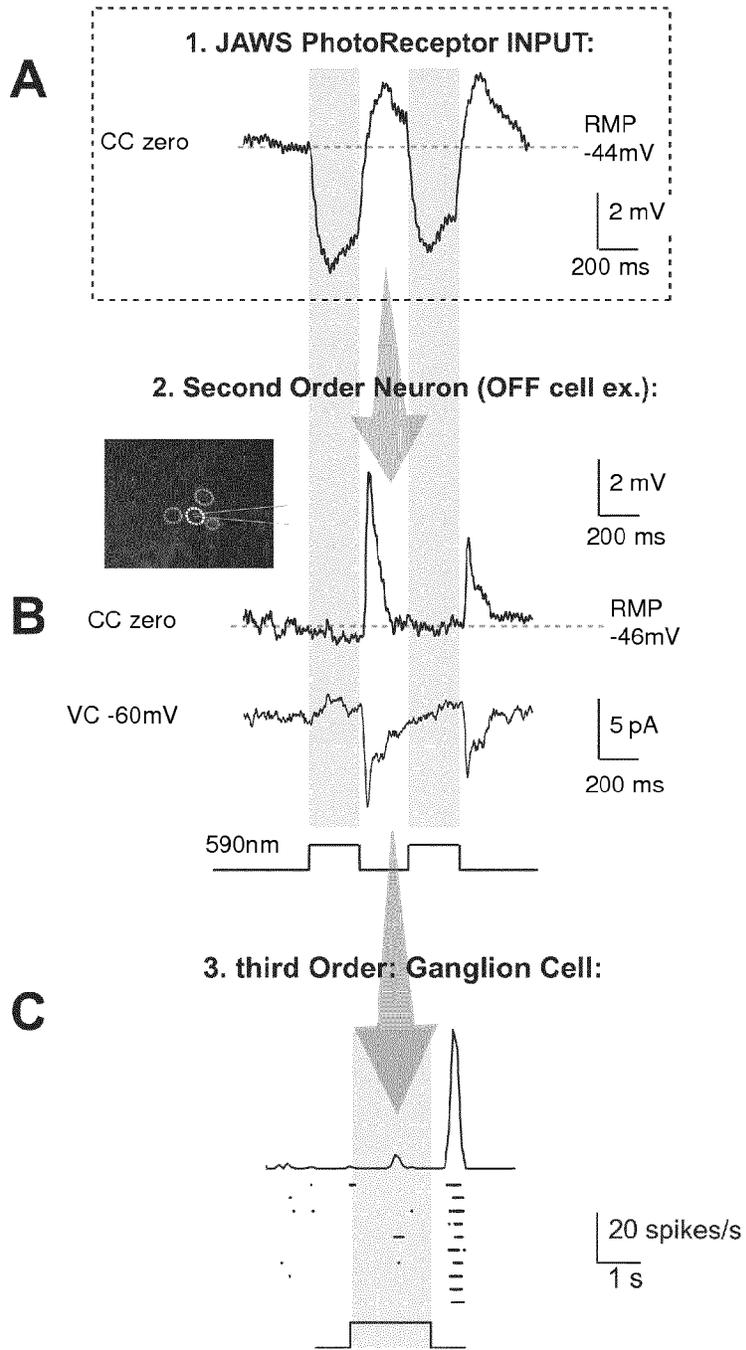 1. JAWS PhotoReceptor INPUT:
A
CC zero
RMP
-44mV
2 mV
200 ms
2. Second Order Neuron (OFF cell ex.):
2 mV
200 ms
B
CC zero
RMP
-46mV
VC -60mV
5 pA
200 ms
590nm
3. third Order: Ganglion Cell:
C
20 spikes/s
1 s